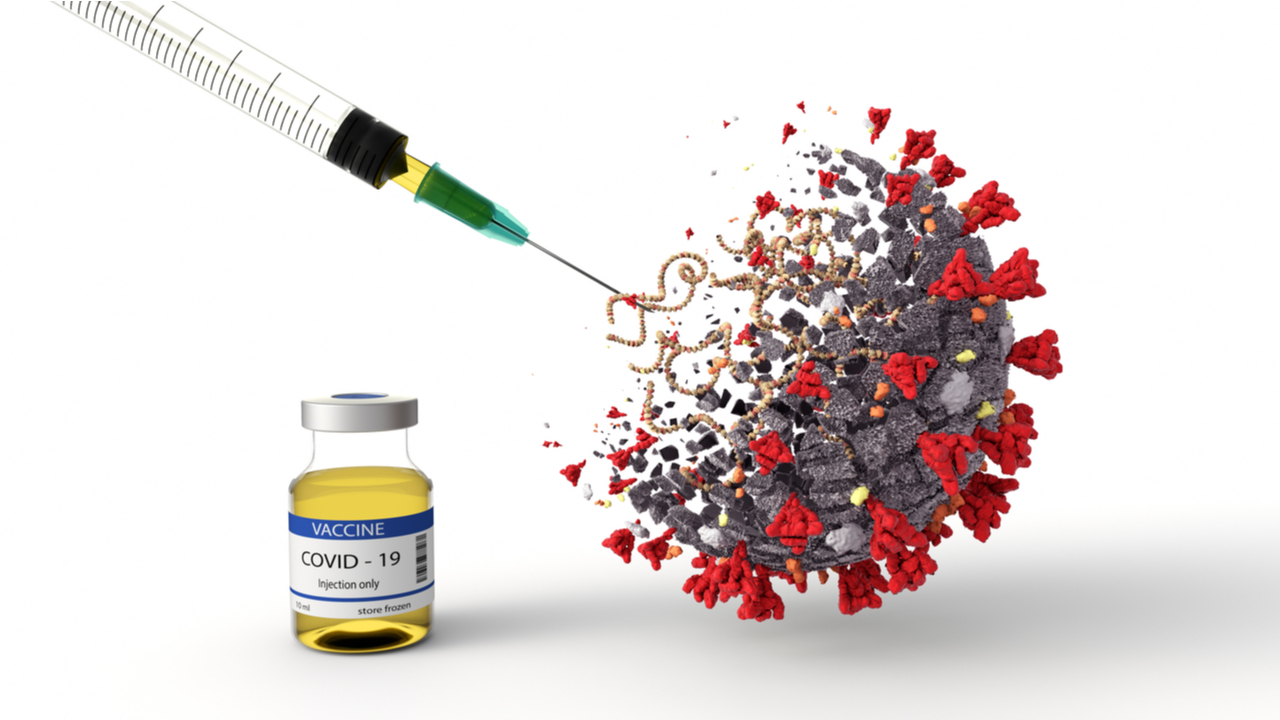 VACCINE
COVID - 19
Injection only
10 ml
store frozen